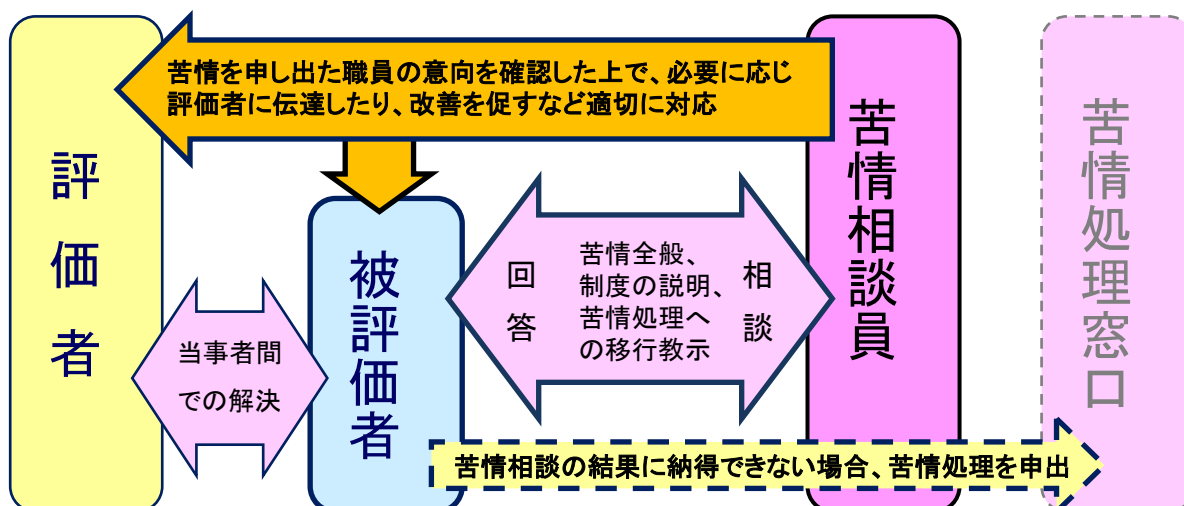 苦情を申し出た職員の意向を確認した上で、必要に応じ
評価者に伝達したり、改善を促すなど適切に対応
評価者
被評価者
苦情相談員
苦情処理窓口
当事者間
での解決
回答
苦情全般、
制度の説明、
苦情処理へ
の移行教示
相談
苦情相談の結果に納得できない場合、苦情処理を申出